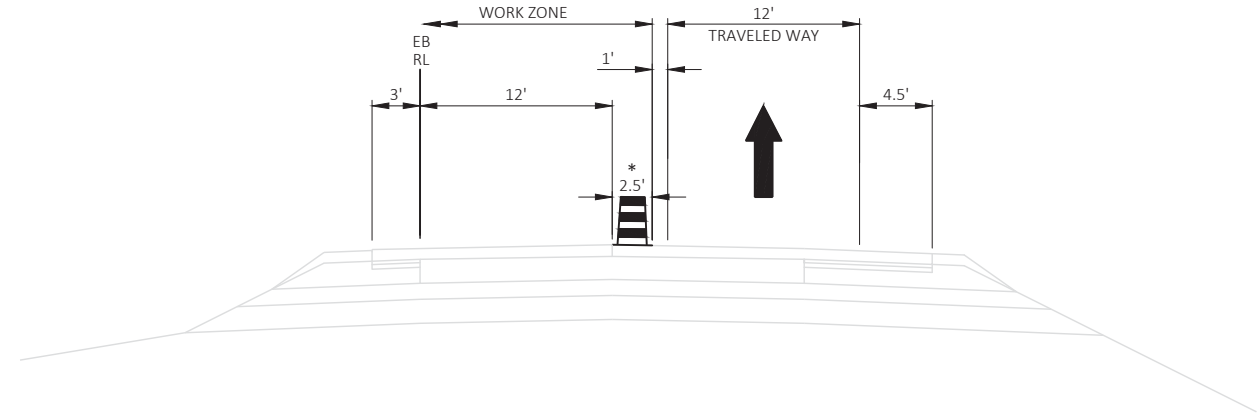 WORK ZONE
12'
TRAVELED WAY
EB
RL
1'
3'
12'
4.5'
*
2.5'